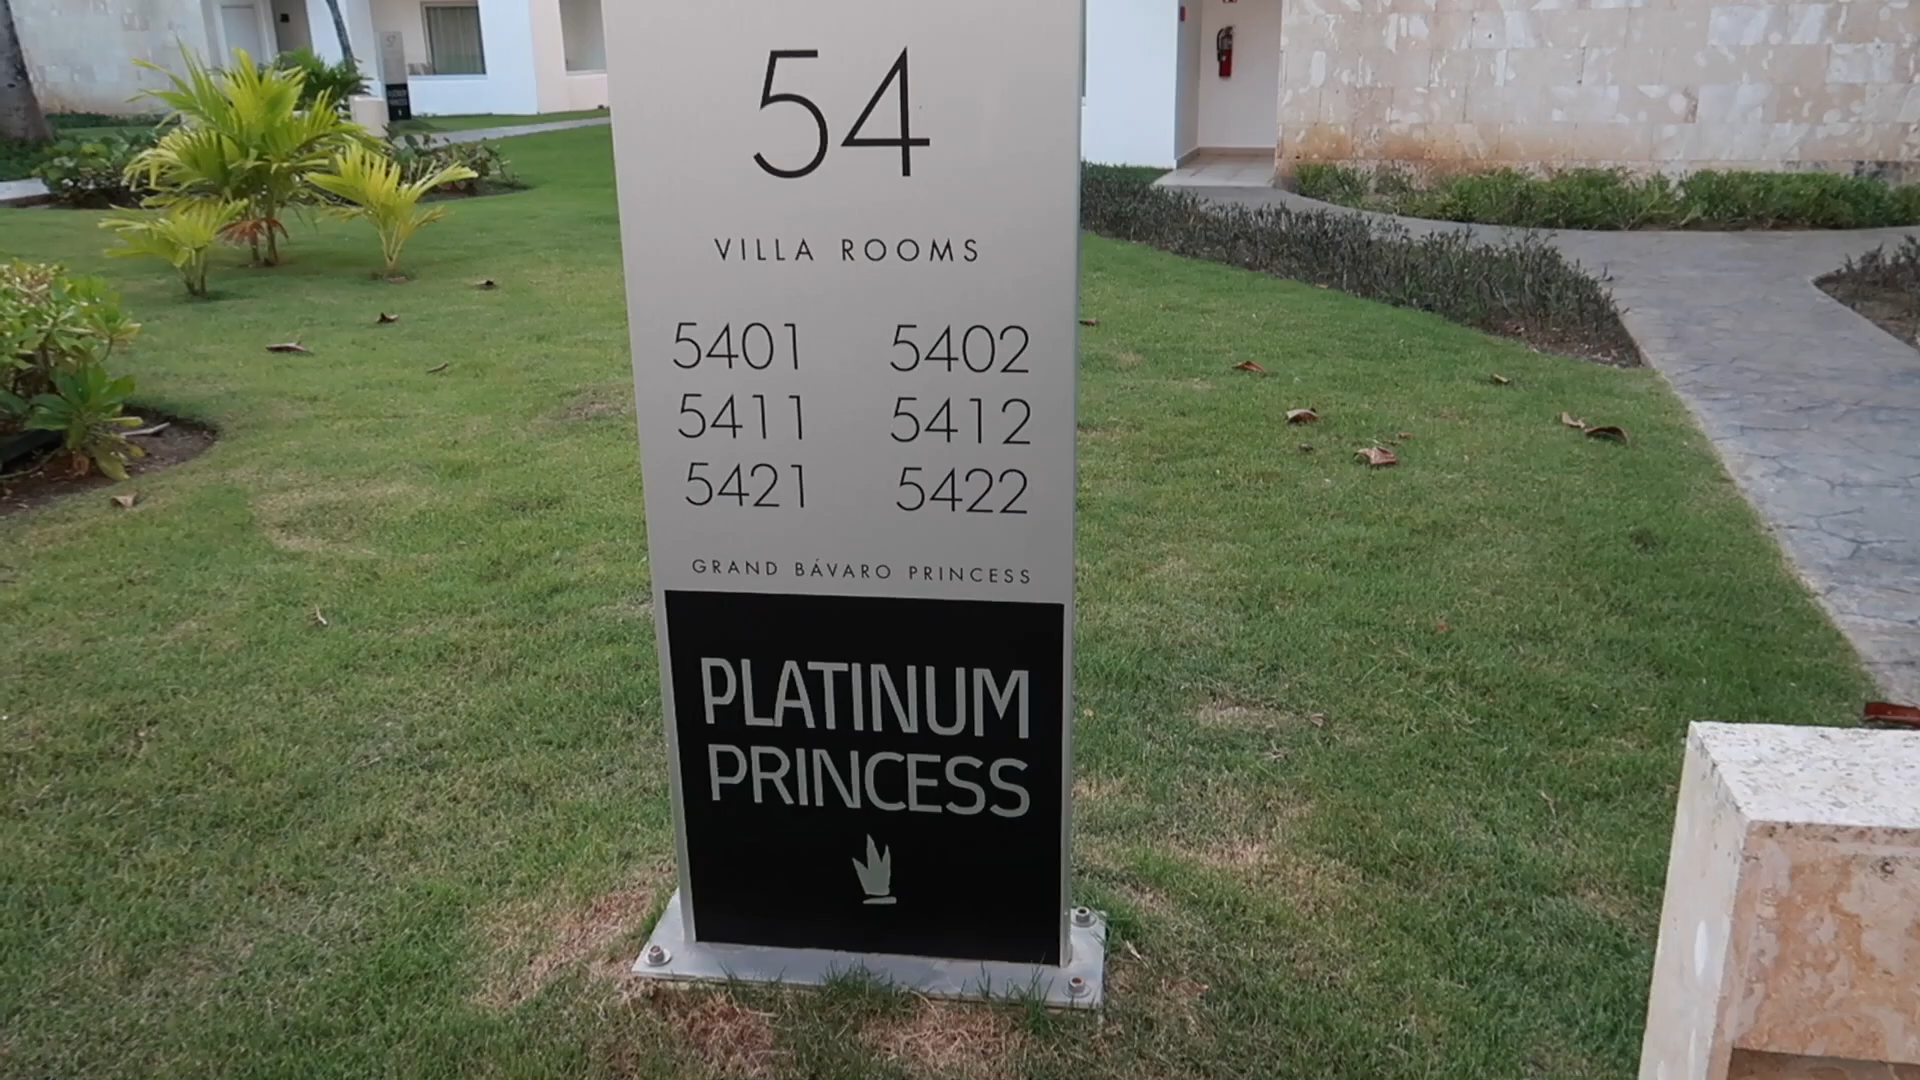 54
VILLA ROOMS
5401 5402
5411 5412
5421 5422
GRAND BÁVARO PRINCESS
PLATINUM
PRINCESS